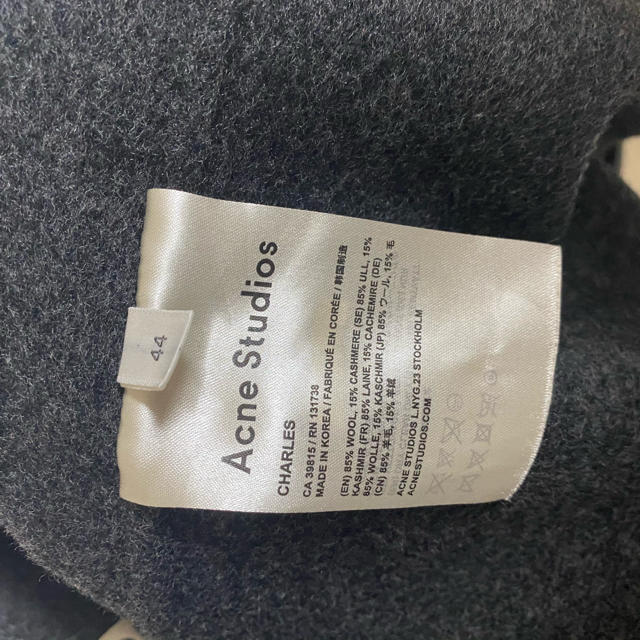 44
Acne Studios
CHARLES
CA 39815 / RN 131738
MADE IN KOREA / FABRIQUÉ EN CORÉE / 韩国制造
(EN) 85% WOOL, 15% CASHMERE (SE) 85% ULL, 15%
KASHMIR (FR) 85% LAINE, 15% CACHEMIRE (DE)
85% WOLLE, 15% KASCHMIR (JP) 85% ウール, 15% 毛
(CN) 85% 羊毛, 15% 羊绒
ACNE STUDIOS L.NYG.23 STOCKHOLM
ACNESTUDIOS.COM